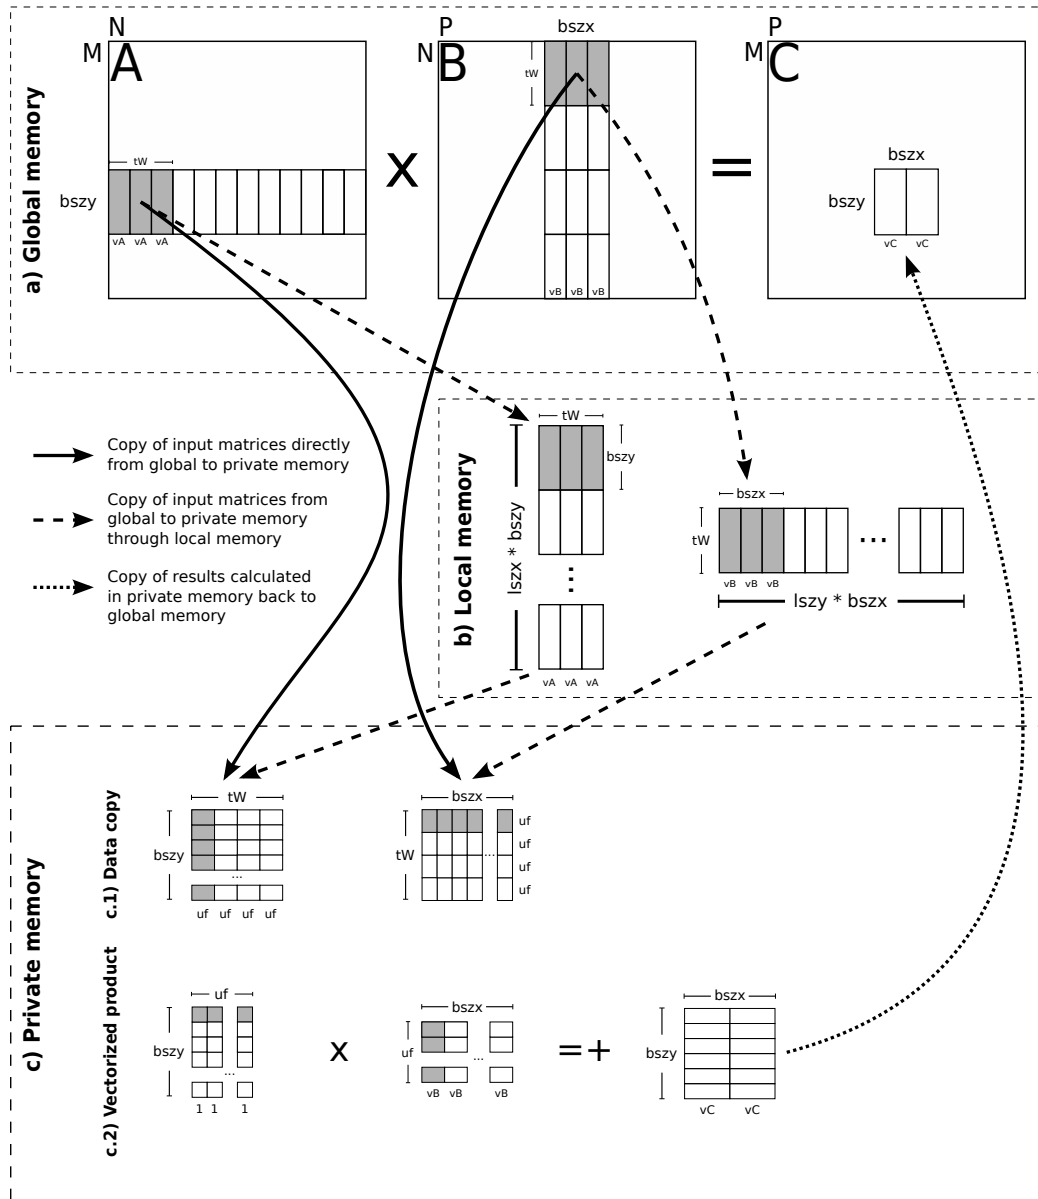 N
M
A
tW
bszy
vA vA vA
x
P
bszx
N
B
tW
vB vB vB
=
P
M
C
bszx
bszy
vC vC
a) Global memory
Copy of input matrices directly
from global to private memory
Copy of input matrices from
global to private memory
through local memory
Copy of results calculated
in private memory back to
global memory
b) Local memory
tW
bszy
lszx * bszy
...
vA vA vA
bszx
tW
...
vB vB vB
lszy * bszx
c) Private memory
c.1) Data copy
tW
bszy
...
uf uf uf uf
bszx
tW
...
uf
uf
uf
uf
c.2) Vectorized product
uf
bszy
...
1 1 1
x
bszx
uf
...
vB vB vB
=+
bszx
bszy
vC vC